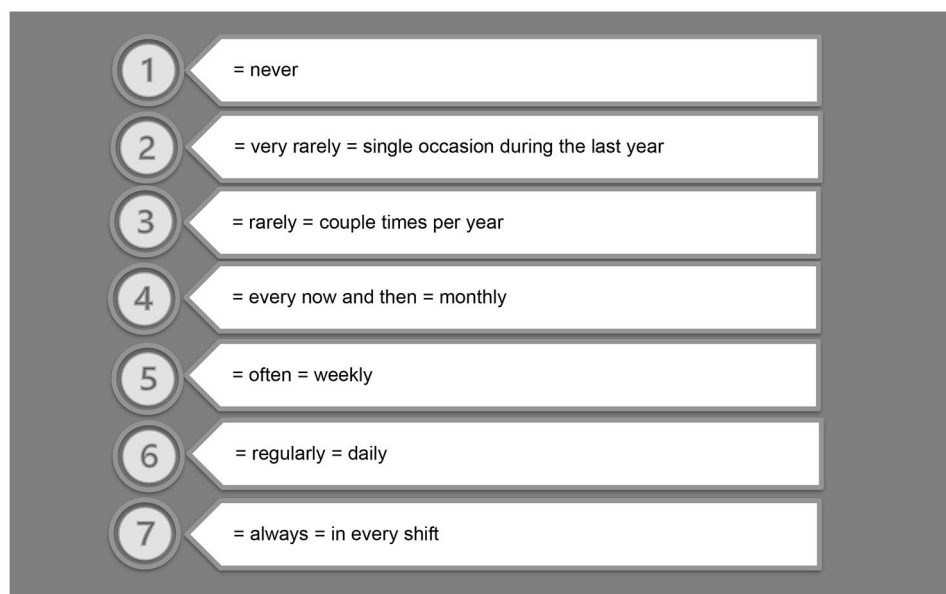 1 = never
2 = very rarely = single occasion during the last year
3 = rarely = couple times per year
4 = every now and then = monthly
5 = often = weekly
6 = regularly = daily
7 = always = in every shift